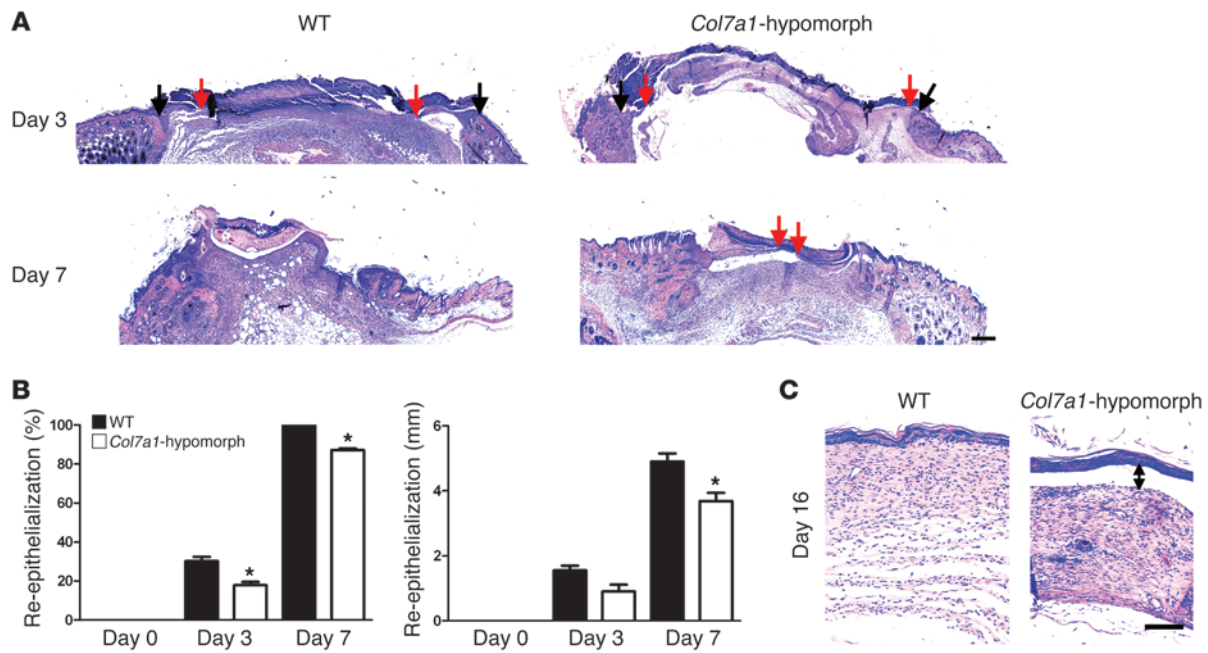 A
WT
Col7a1-hypomorph
Day 3
Day 7
B
Re-epithelialization (%)
100
80
60
40
20
0
WT
Col7a1-hypomorph
*
*
Day 0 Day 3 Day 7
Re-epithelialization (mm)
6
4
2
0
*
Day 0 Day 3 Day 7
C
WT
Col7a1-hypomorph
Day 16